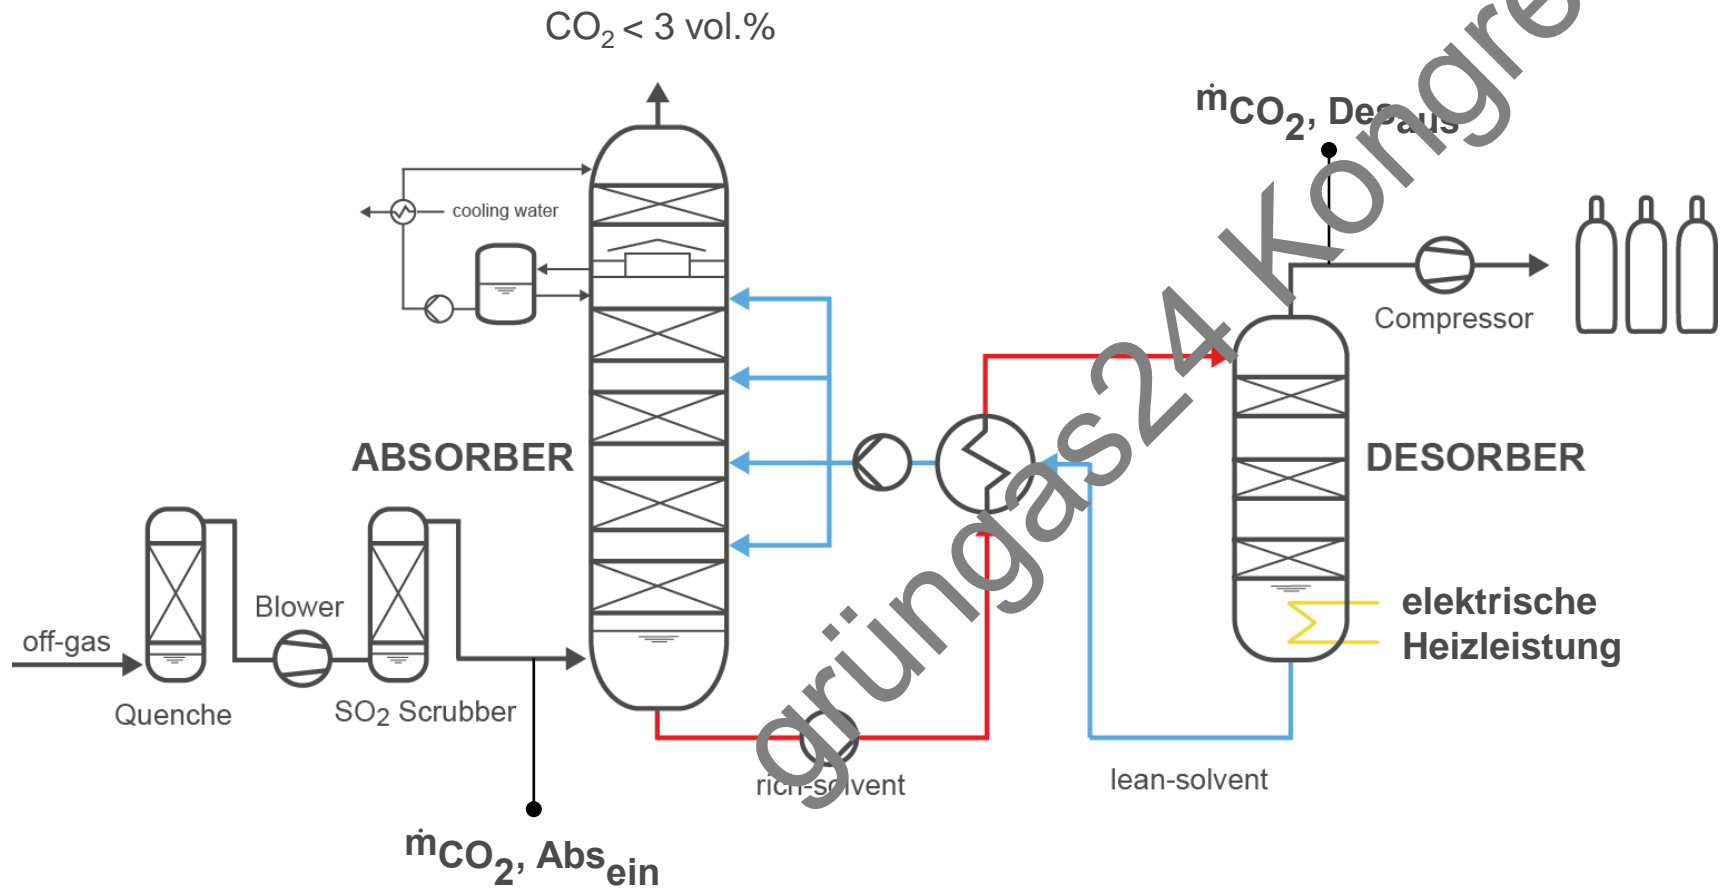 CO2 < 3 vol.%
ṁCO2, Desaus
cooling water
Compressor
ABSORBER
DESORBER
Blower
off-gas
elektrische
Heizleistung
Quenche
SO2 Scrubber
rich-solvent
lean-solvent
ṁCO2, Absein
grüngas24 Kongre